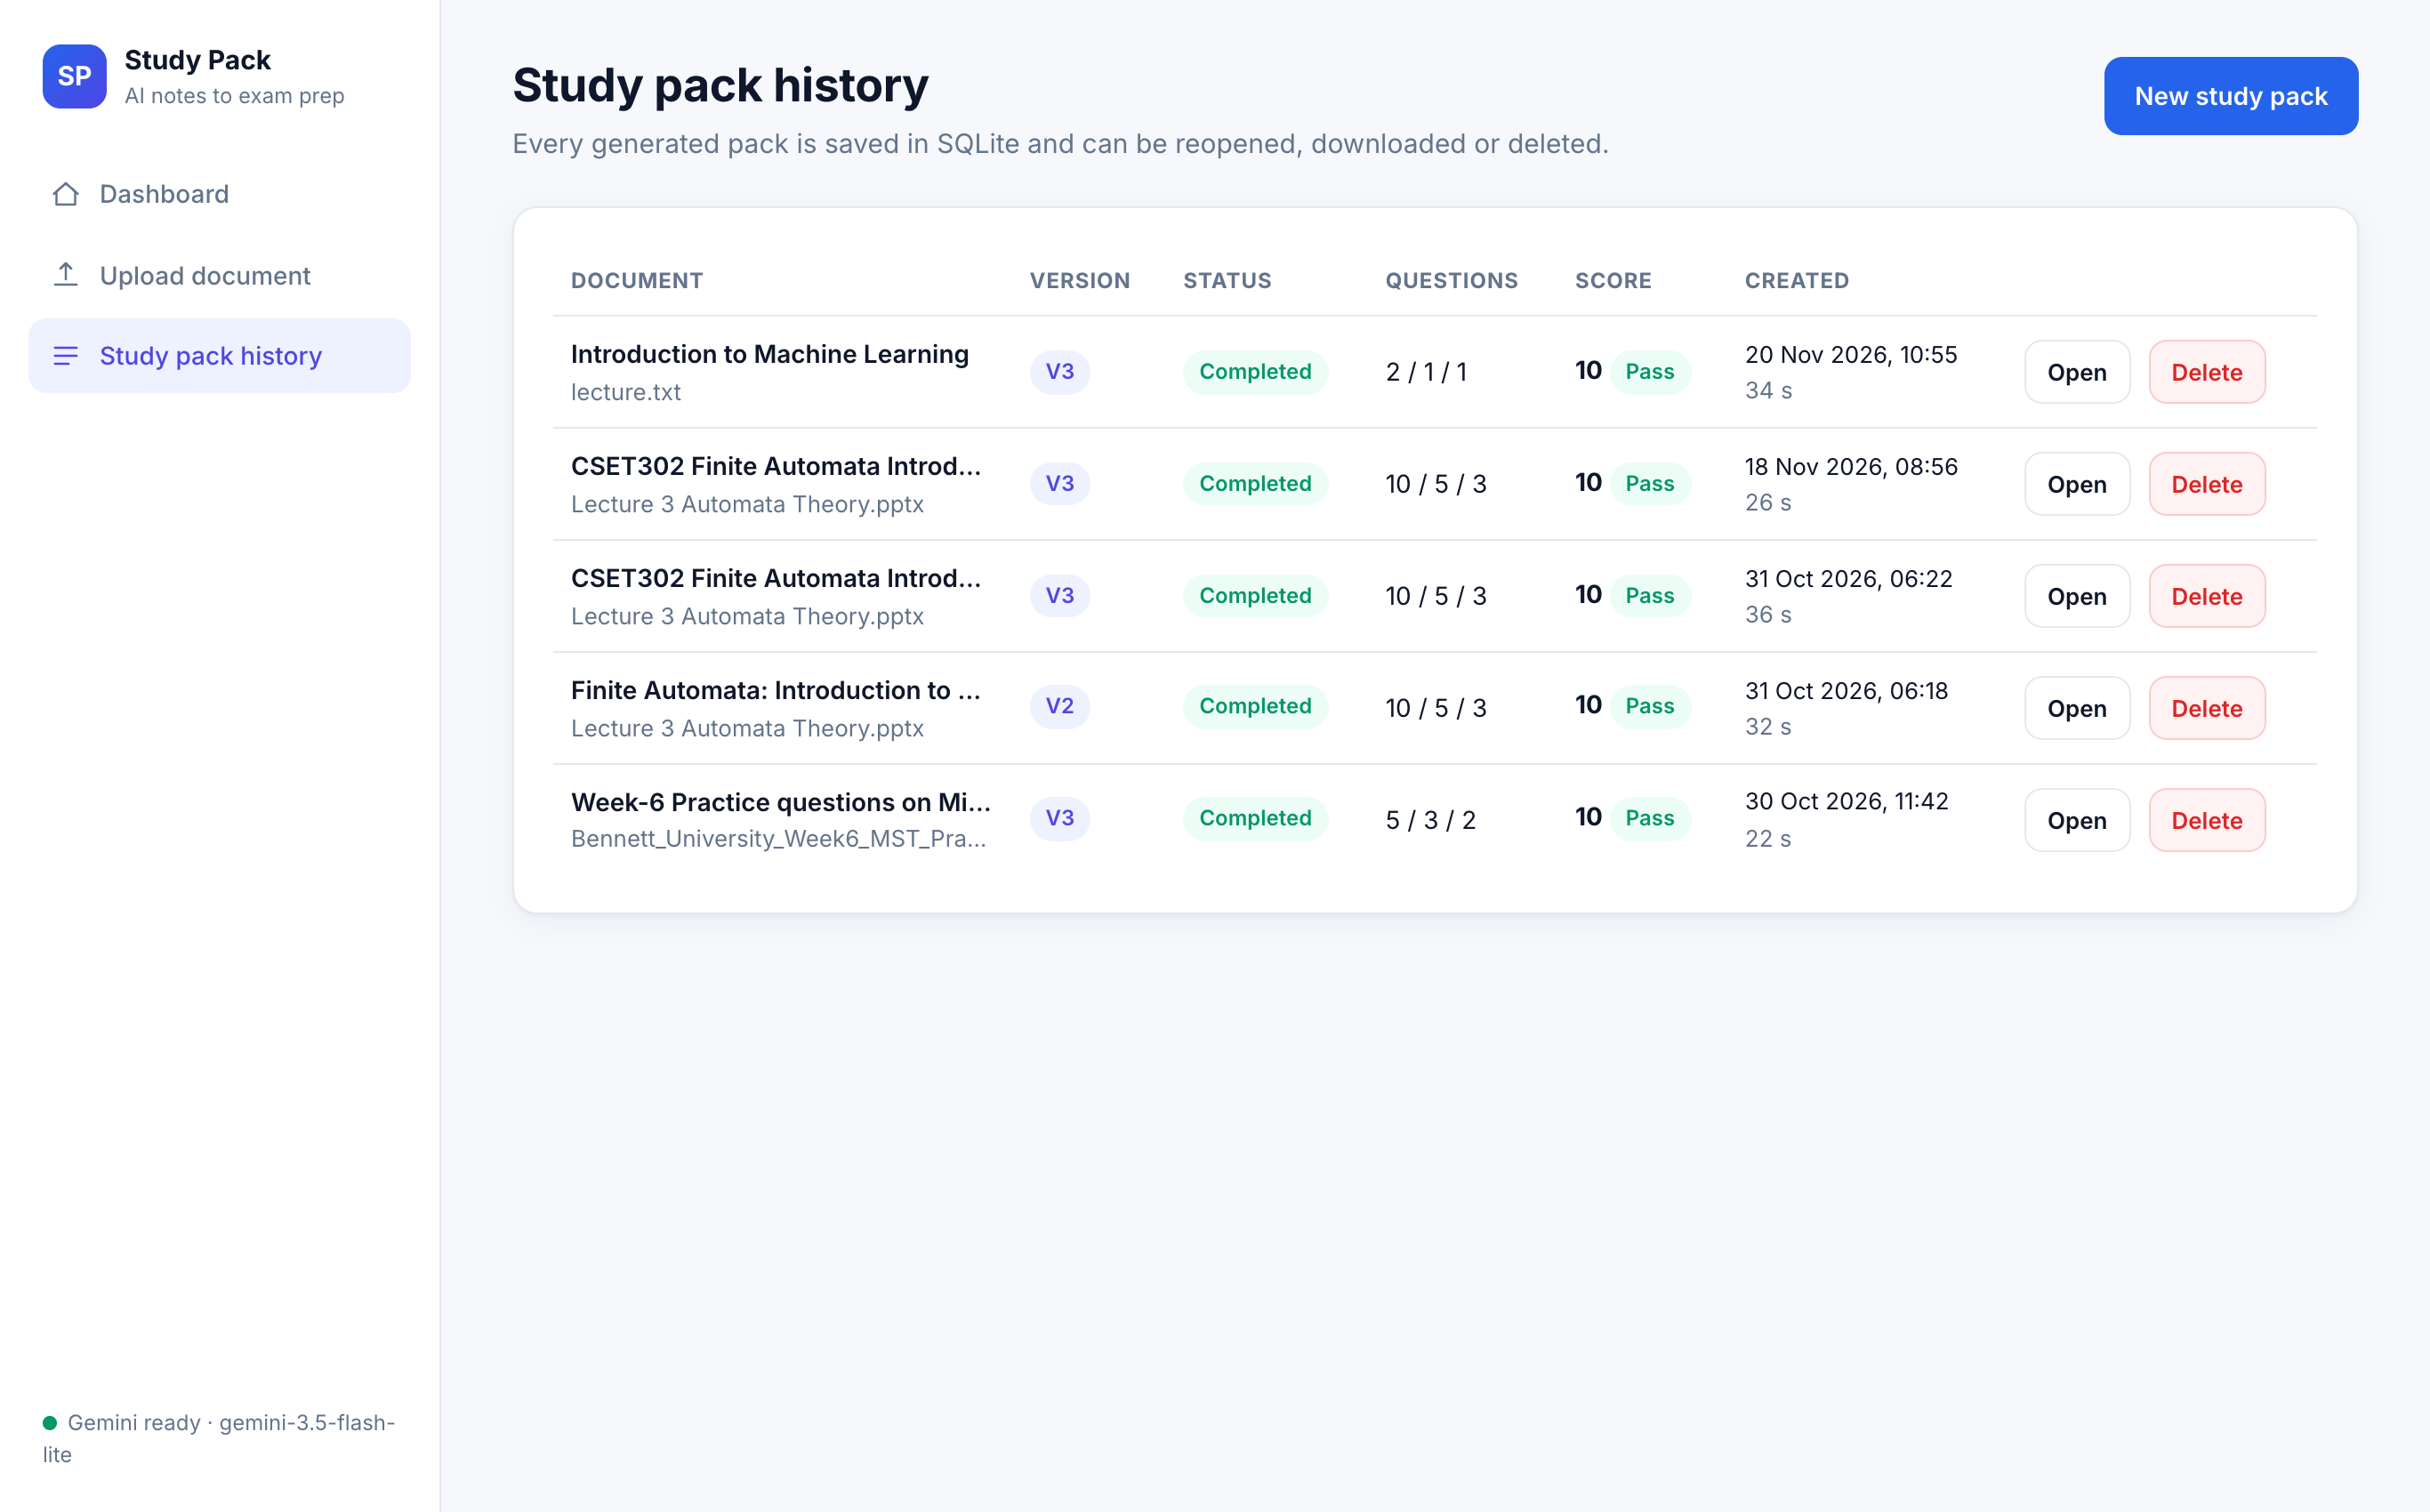 SP
Study Pack
AI notes to exam prep
Dashboard
Upload document
Study pack history
Gemini ready · gemini-3.5-flash-
lite
Study pack history
Every generated pack is saved in SQLite and can be reopened, downloaded or deleted.
New study pack
DOCUMENT VERSION STATUS QUESTIONS SCORE CREATED
Introduction to Machine Learning V3 Completed 2 / 1 / 1 10 Pass 20 Nov 2026, 10:55 Open Delete
lecture.txt 34 s
CSET302 Finite Automata Introd... V3 Completed 10 / 5 / 3 10 Pass 18 Nov 2026, 08:56 Open Delete
Lecture 3 Automata Theory.pptx 26 s
CSET302 Finite Automata Introd... V3 Completed 10 / 5 / 3 10 Pass 31 Oct 2026, 06:22 Open Delete
Lecture 3 Automata Theory.pptx 36 s
Finite Automata: Introduction to ... V2 Completed 10 / 5 / 3 10 Pass 31 Oct 2026, 06:18 Open Delete
Lecture 3 Automata Theory.pptx 32 s
Week-6 Practice questions on Mi... V3 Completed 5 / 3 / 2 10 Pass 30 Oct 2026, 11:42 Open Delete
Bennett_University_Week6_MST_Pra... 22 s